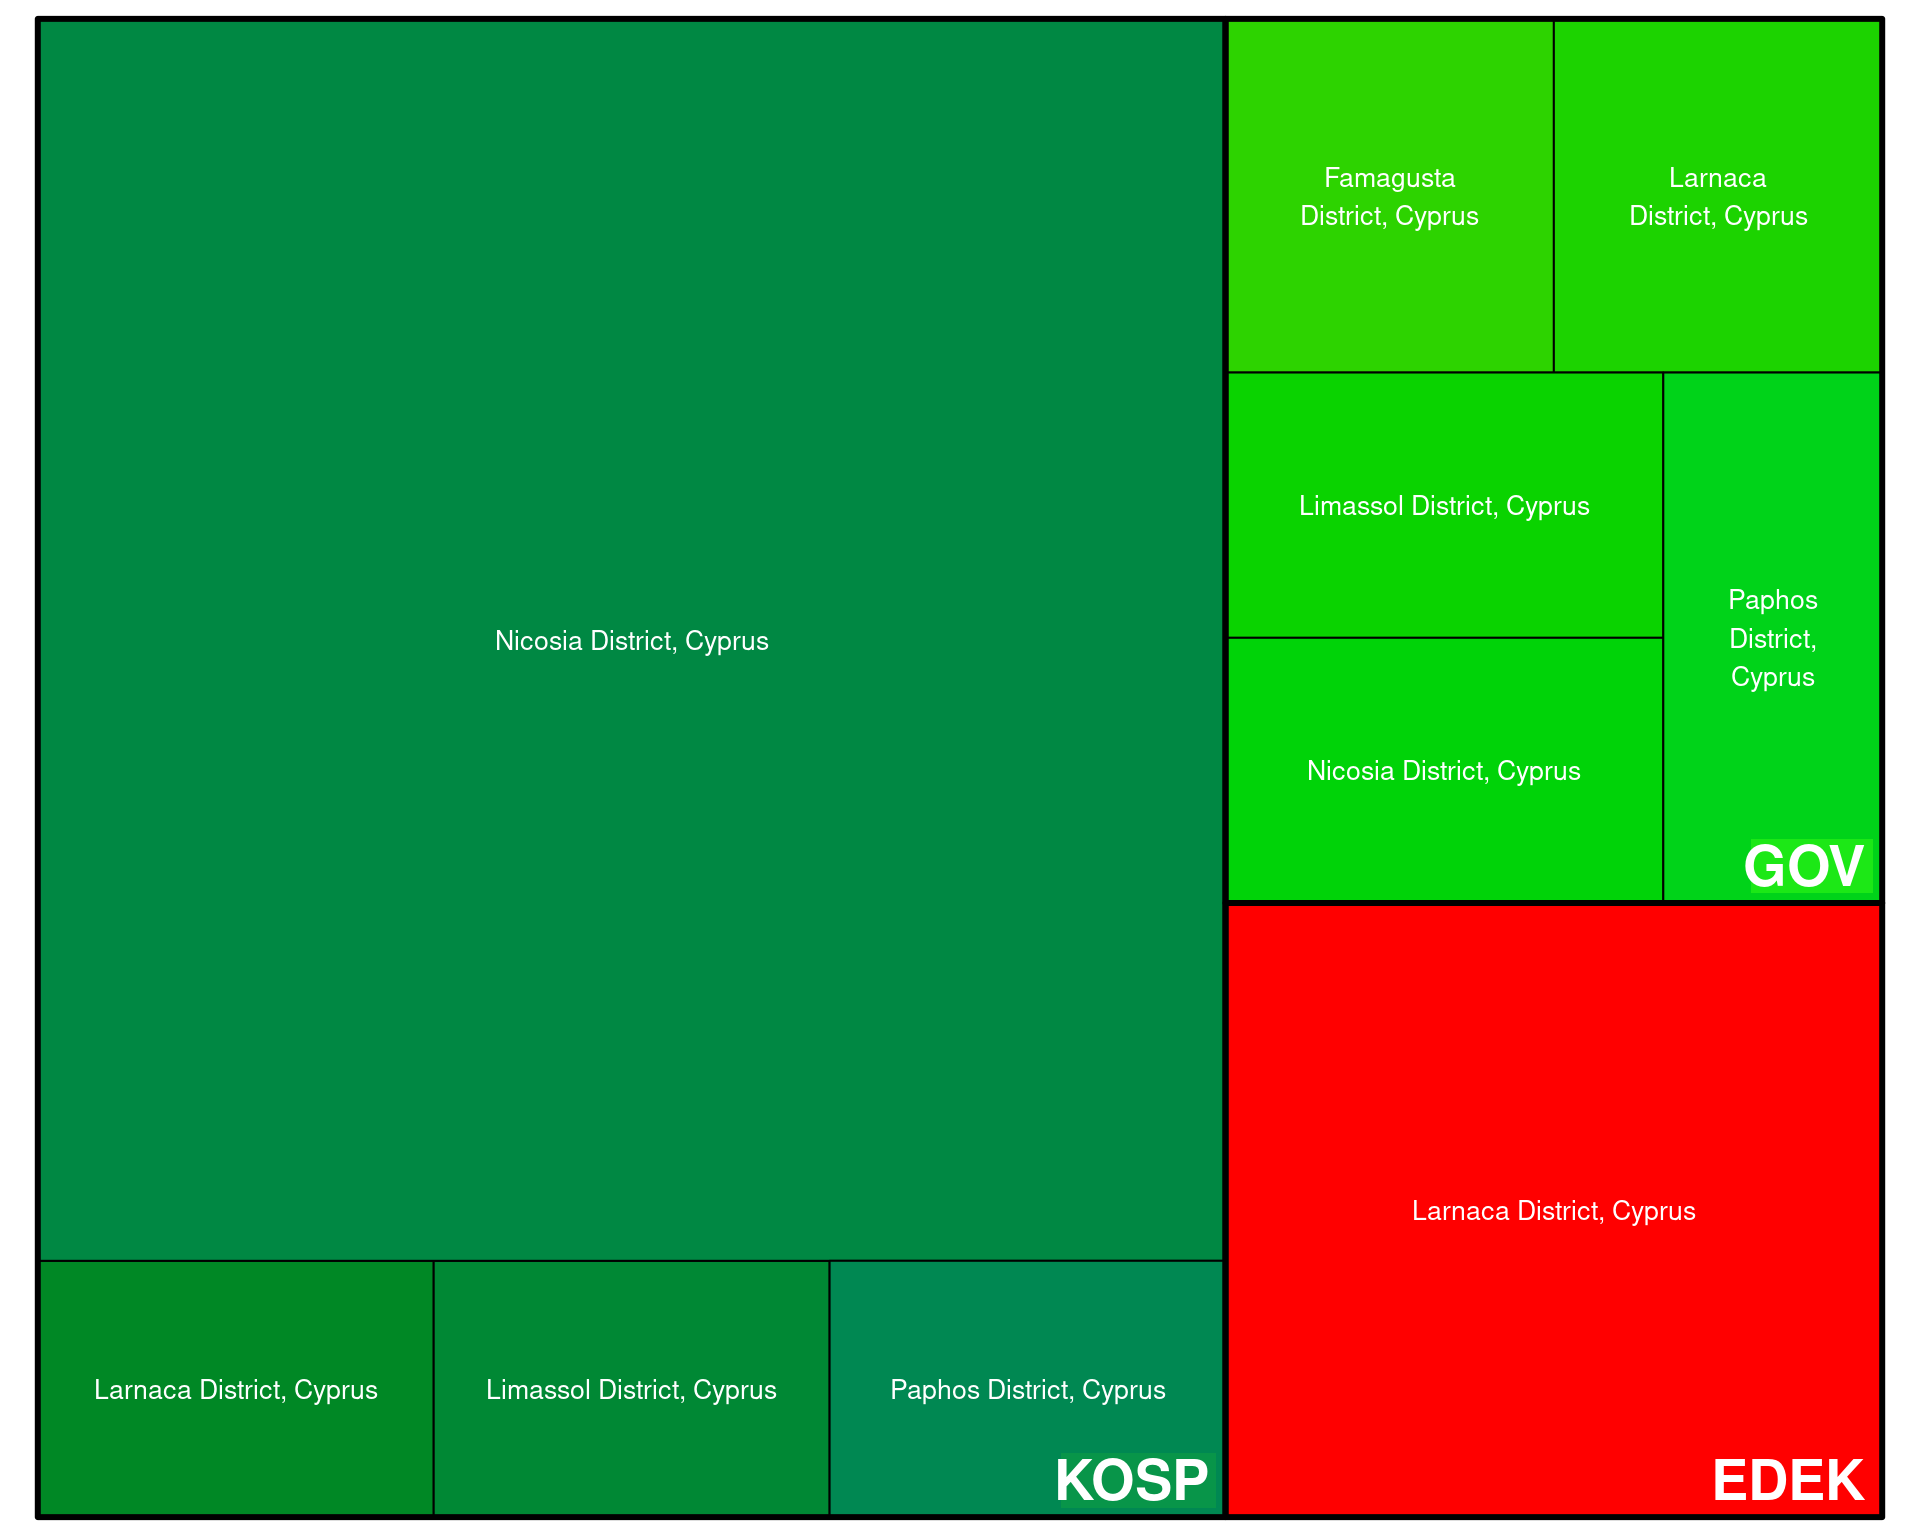 Nicosia District, Cyprus
Larnaca District, Cyprus
Limassol District, Cyprus
Paphos District, Cyprus
KOSP
Famagusta
District, Cyprus
Larnaca
District, Cyprus
Limassol District, Cyprus
Nicosia District, Cyprus
Paphos
District,
Cyprus
GOV
Larnaca District, Cyprus
EDEK